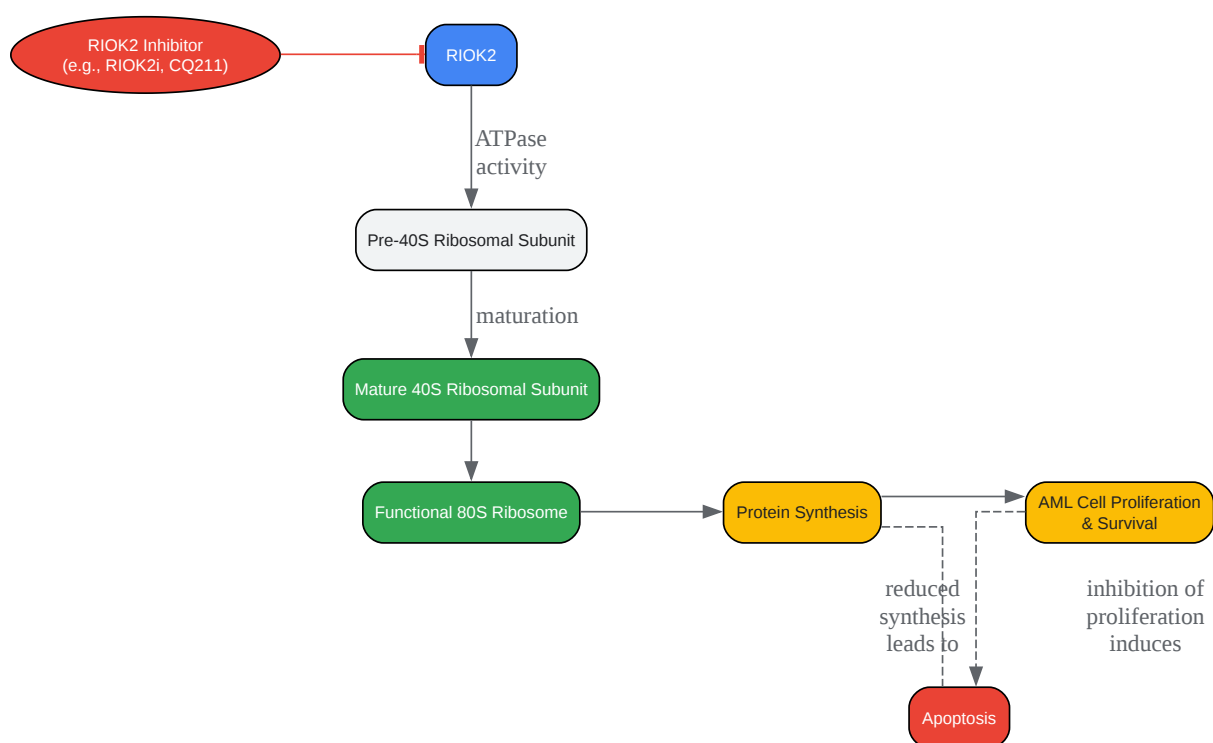 RIOK2 Inhibitor
(e.g., RIOK2i, CQ211)
RIOK2
ATPase
activity
Pre-40S Ribosomal Subunit
maturation
Mature 40S Ribosomal Subunit
Functional 80S Ribosome
Protein Synthesis
AML Cell Proliferation
& Survival
reduced
synthesis
leads to
inhibition of
proliferation
induces
Apoptosis